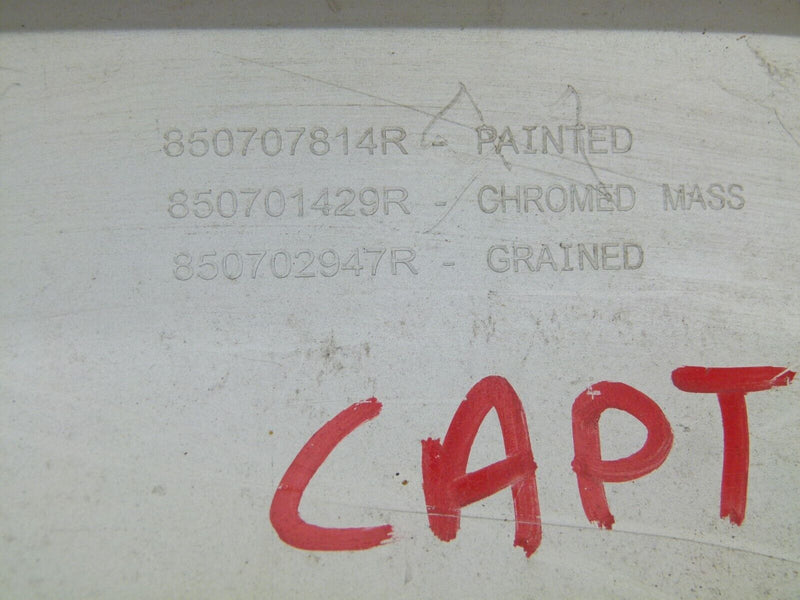 850707814R - PAINTED
850701429R - CHROMED MASS
850702947R - GRAINED
CAPT